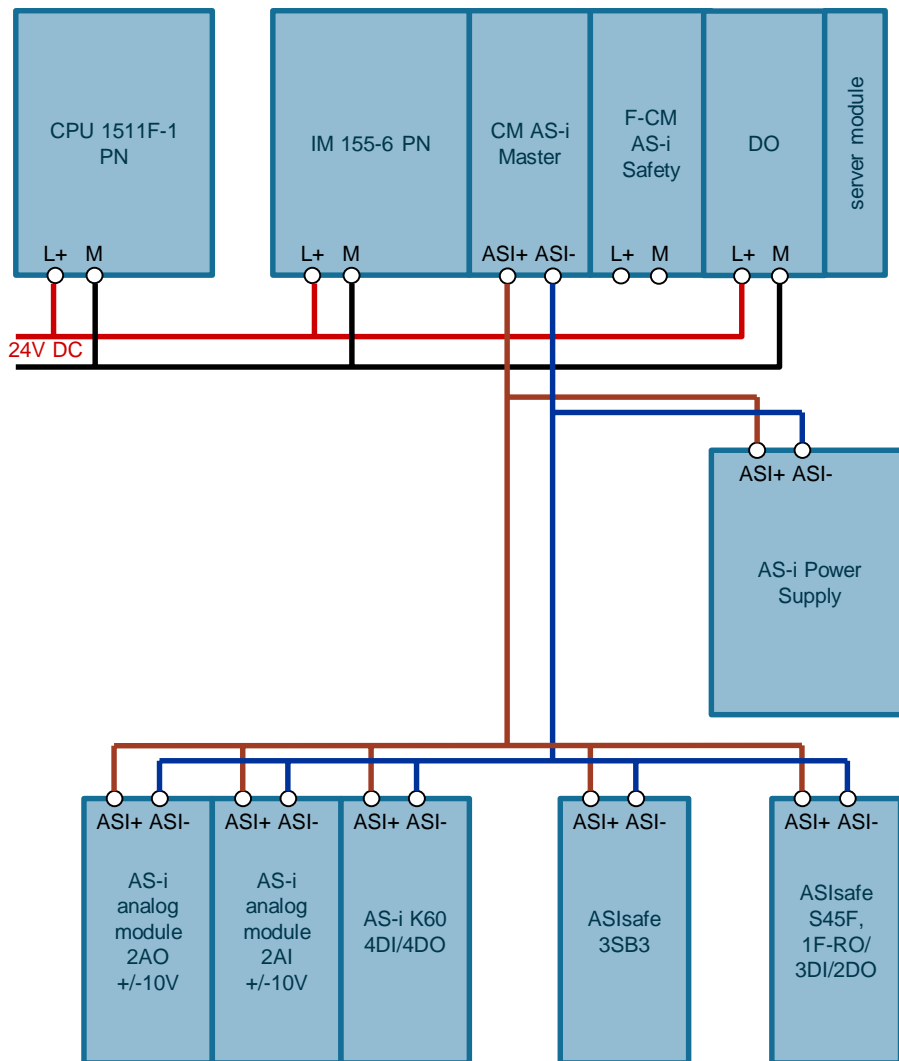 CPU 1511F-1
PN
IM 155-6 PN
CM AS-i
Master
F-CM
AS-i
Safety
DO
server module
L+ M
L+ M
ASI+ ASI-
L+ M
L+ M
24V DC
ASI+ ASI-
AS-i Power
Supply
ASI+ ASI-
ASI+ ASI-
ASI+ ASI-
ASI+ ASI-
ASI+ ASI-
AS-i
analog
module
2AO
+/-10V
AS-i
analog
module
2AI
+/-10V
AS-i K60
4DI/4DO
ASIsafe
3SB3
ASIsafe
S45F,
1F-RO/
3DI/2DO